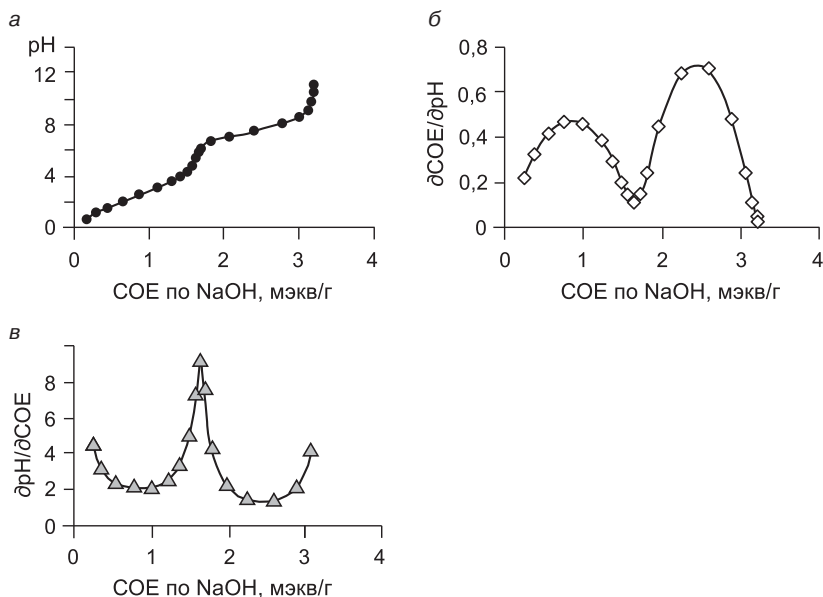 а
pH
12
8
4
0
0 1 2 3 4
СОЕ по NaOH, мэкв/г
б
∂СОЕ/∂pH
0,8
0,6
0,4
0,2
0
0 1 2 3 4
СОЕ по NaOH, мэкв/г
в
∂pH/∂СОЕ
8
6
4
2
0
0 1 2 3 4
СОЕ по NaOH, мэкв/г